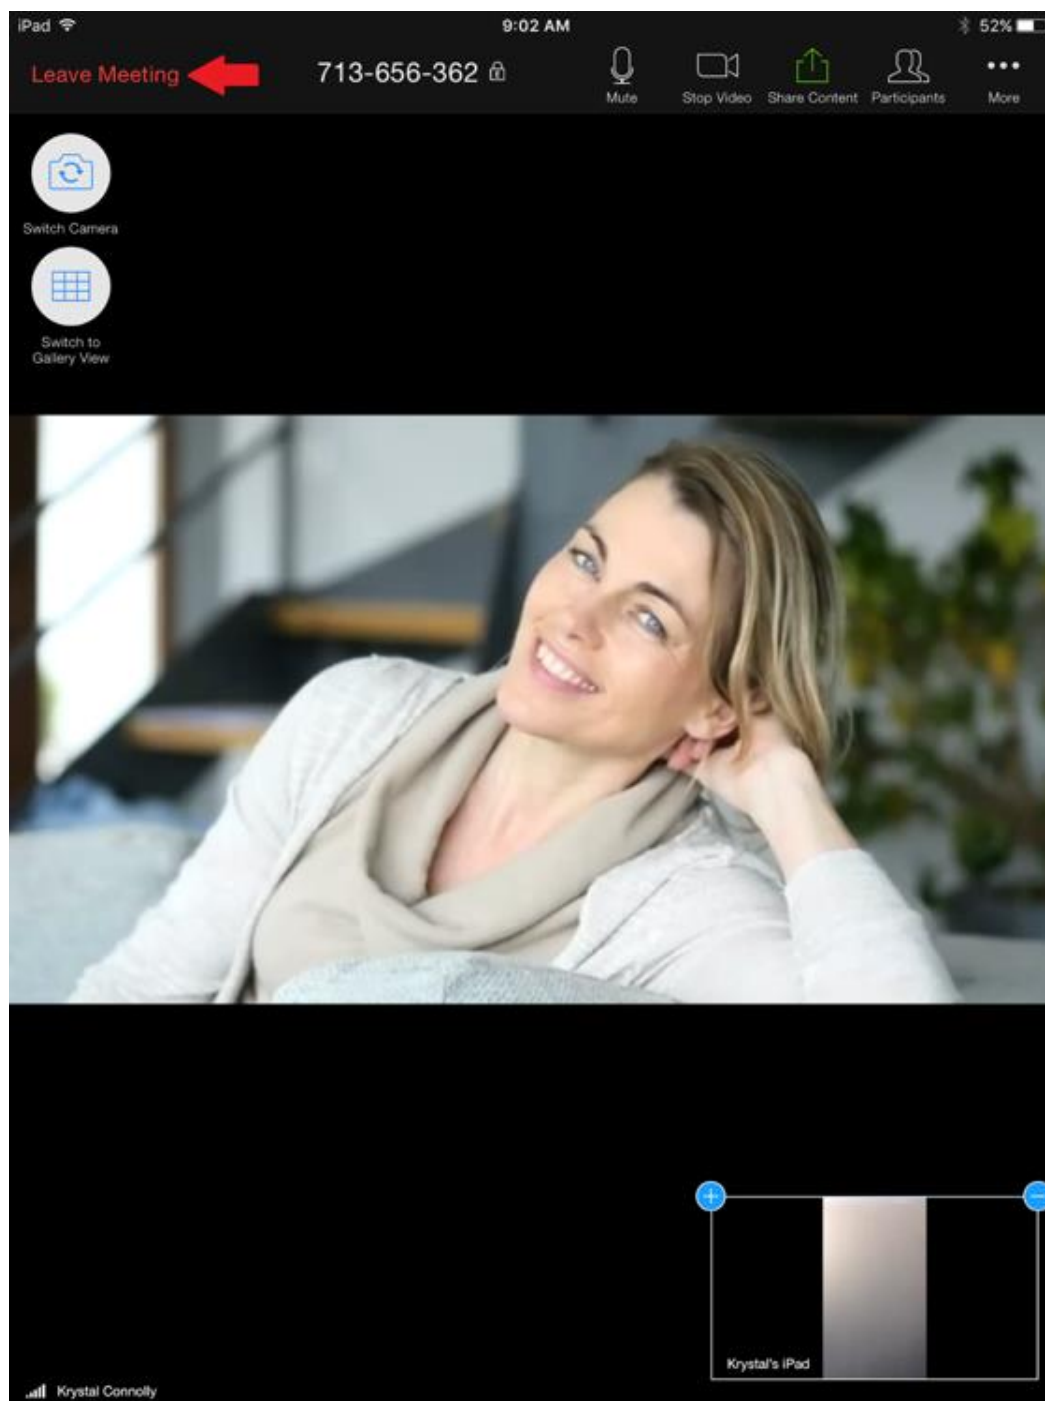 iPad
9:02 AM
52%
Leave Meeting
713-656-362
Mute
Stop Video
Share Content
Participants
More
Switch Camera
Switch to
Gallery View
Krystal's iPad
Krystal Connolly